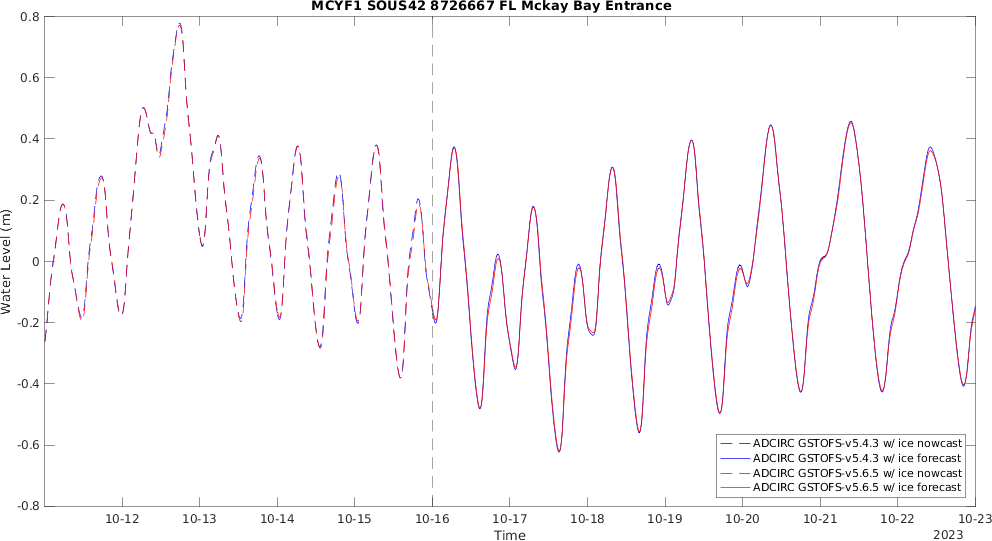 MCYF1 SOUS42 8726667 FL Mckay Bay Entrance
0.8
0.6
0.4
0.2
0
-0.2
-0.4
-0.6
-0.8
Water Level (m)
ADCIRC GSTOFS-v5.4.3 w/ ice nowcast
ADCIRC GSTOFS-v5.4.3 w/ ice forecast
ADCIRC GSTOFS-v5.6.5 w/ ice nowcast
ADCIRC GSTOFS-v5.6.5 w/ ice forecast
10-12 10-13 10-14 10-15 10-16 10-17 10-18 10-19 10-20 10-21 10-22 10-23
Time
2023